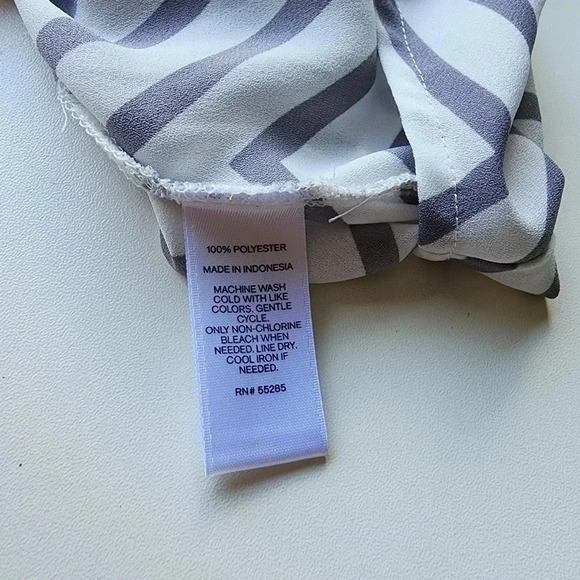 100% POLYESTER
MADE IN INDONESIA
MACHINE WASH
COLD WITH LIKE
COLORS, GENTLE
CYCLE.
ONLY NON-CHLORINE
BLEACH WHEN
NEEDED. LINE DRY.
COOL IRON IF
NEEDED.
RN# 55285